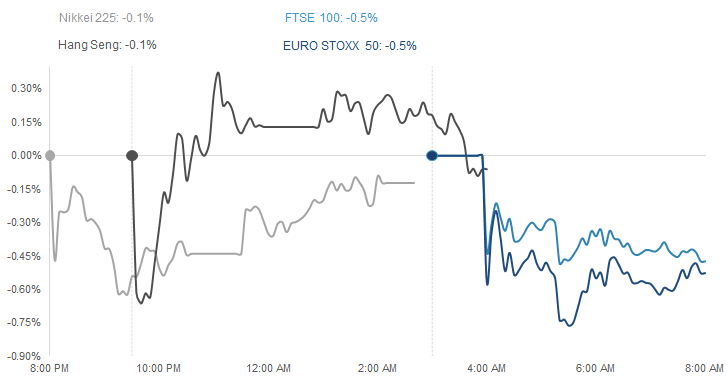 Nikkei 225: -0.1%
FTSE 100: -0.5%
Hang Seng: -0.1%
EURO STOXX 50: -0.5%
0.30%
0.15%
0.00%
-0.15%
-0.30%
-0.45%
-0.60%
-0.75%
-0.90%
8:00 PM 10:00 PM 12:00 AM 2:00 AM 4:00 AM 6:00 AM 8:00 AM